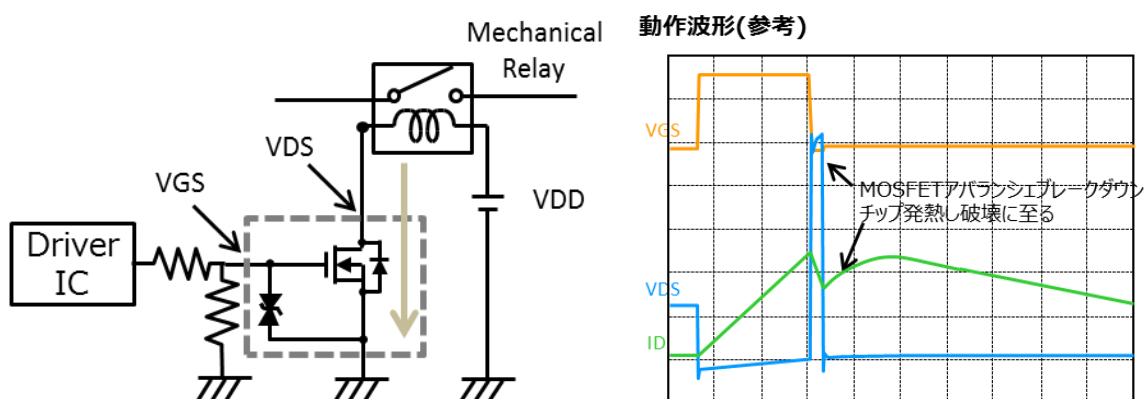 Mechanical
Relay
VDS
VGS
VDD
Driver
IC
動作波形(参考)
VGS
MOSFETアバランシェブレークダウン
チップ発熱し破壊に至る
VDS
ID